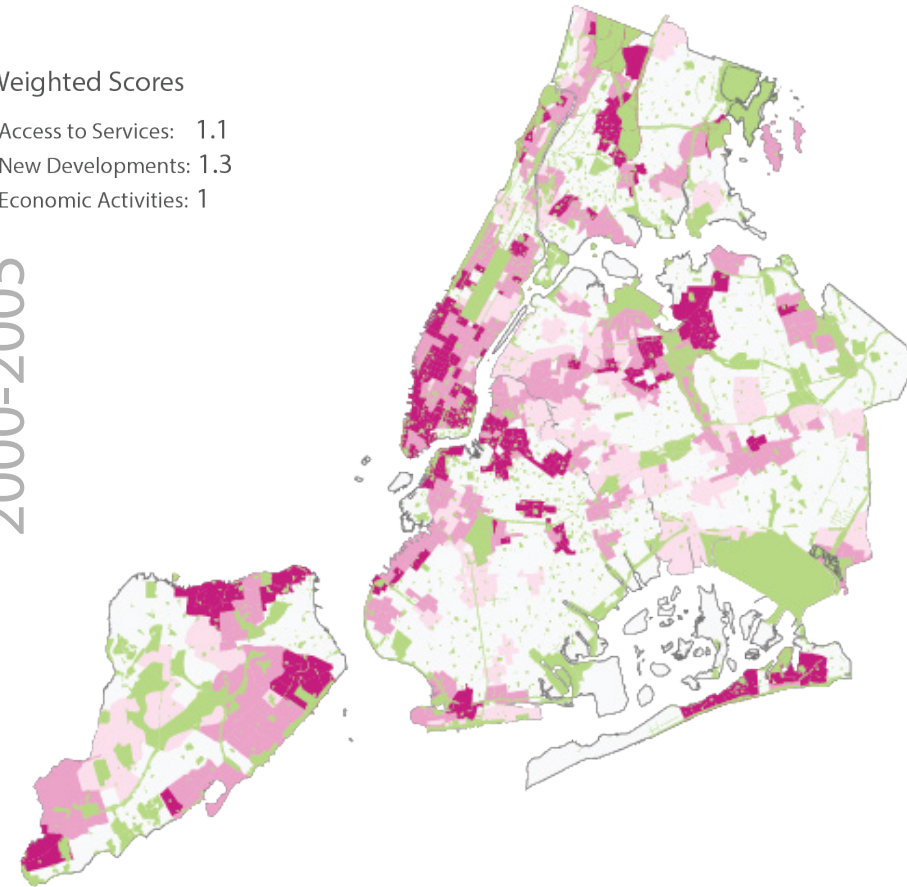 Weighted Scores
Access to Services: 1.1
New Developments: 1.3
Economic Activities: 1
2000-2005